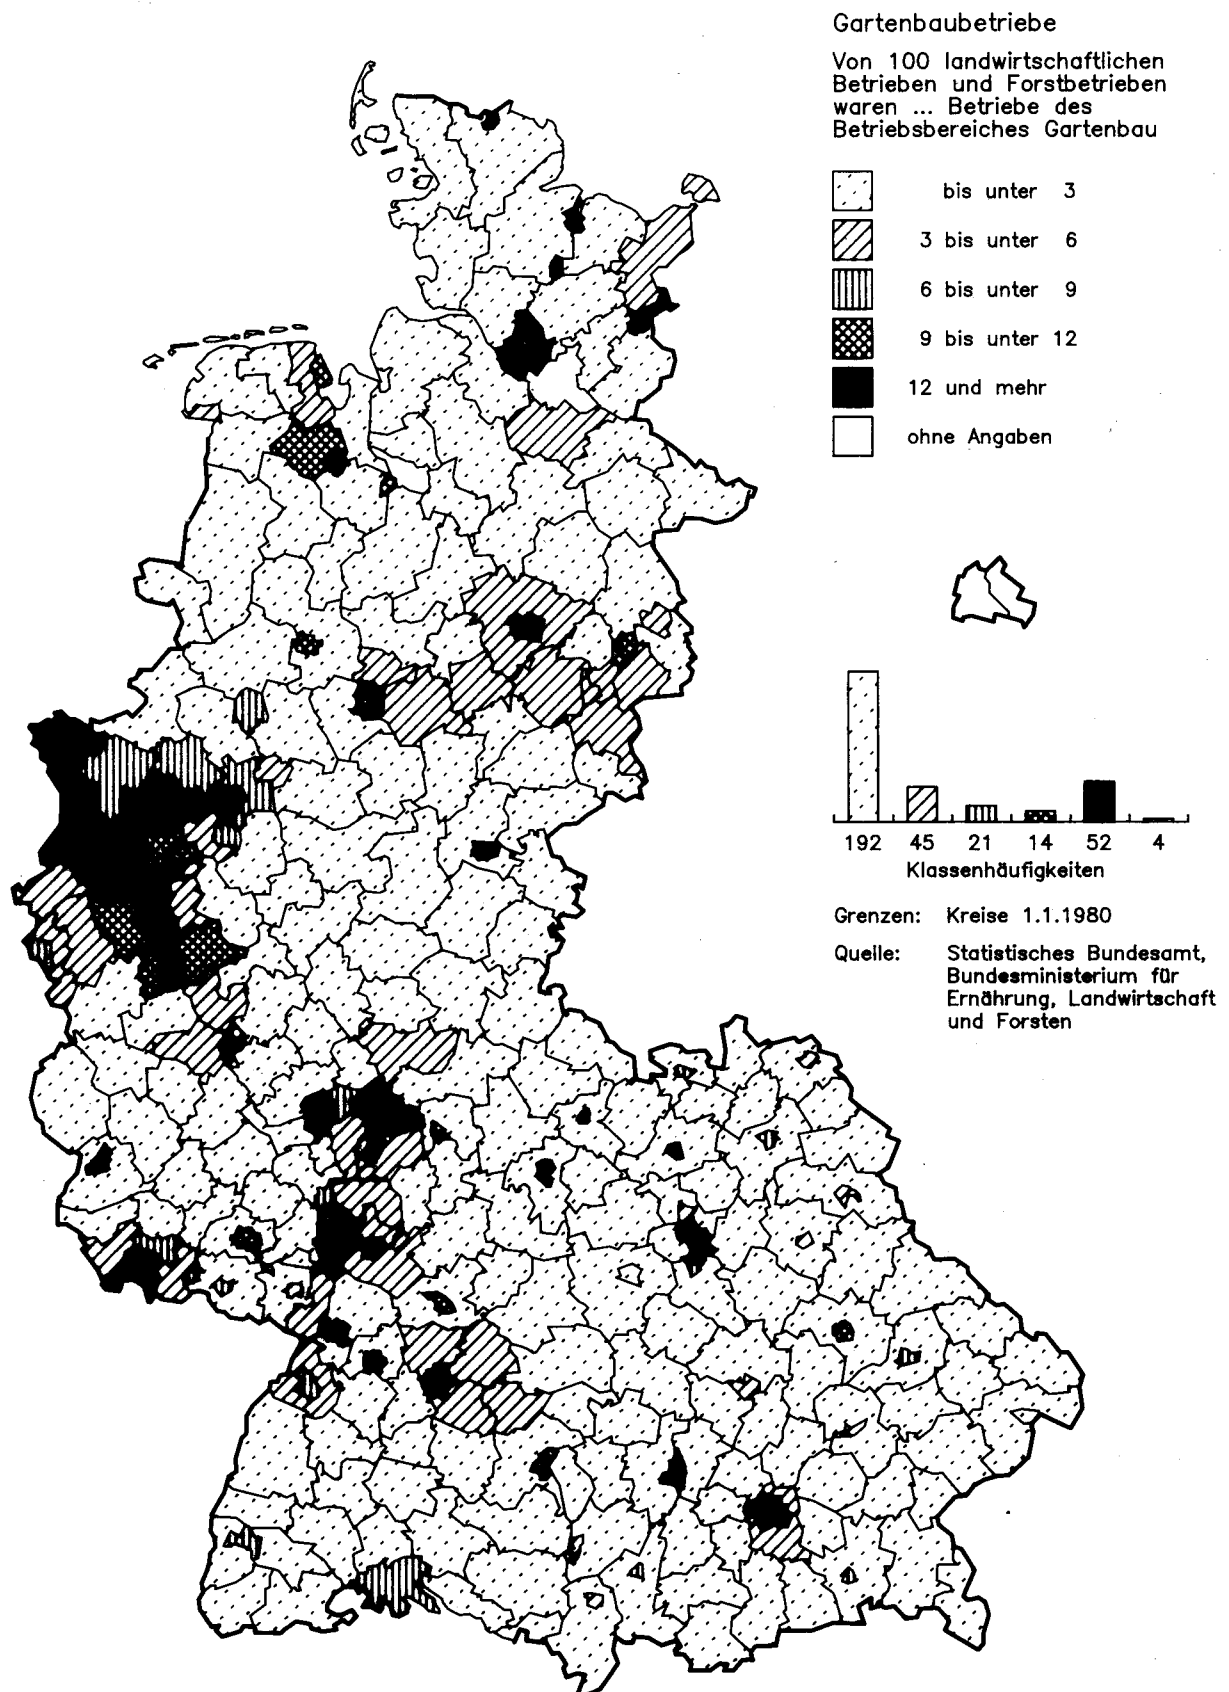 Gartenbaubetriebe
Von 100 landwirtschaftlichen
Betrieben und Forstbetrieben
waren ... Betriebe des
Betriebsbereiches Gartenbau
bis unter 3
3 bis unter 6
6 bis unter 9
9 bis unter 12
12 und mehr
ohne Angaben
192 45 21 14 52 4
Klassenhäufigkeiten
Grenzen: Kreise 1.1.1980
Quelle: Statistisches Bundesamt,
Bundesministerium für
Ernährung, Landwirtschaft
und Forsten